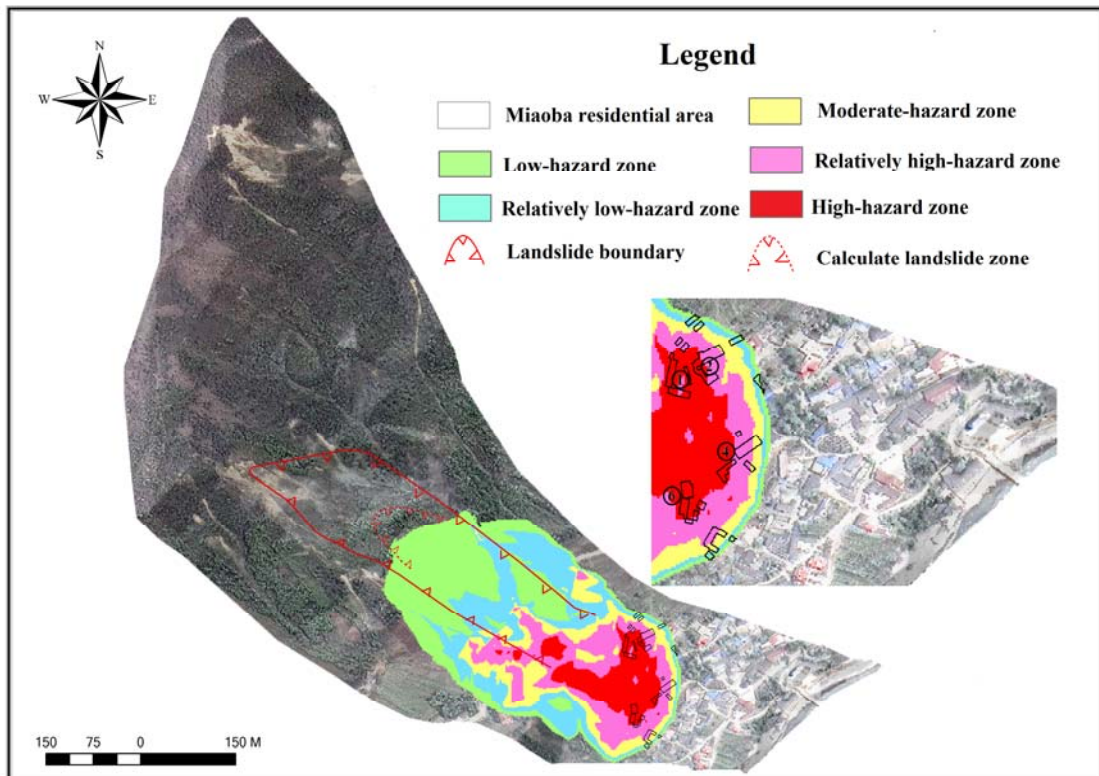 Legend
N
W E
S
Miaoba residential area
Moderate-hazard zone
Low-hazard zone
Relatively high-hazard zone
Relatively low-hazard zone
High-hazard zone
Landslide boundary
Calculate landslide zone
150 75 0 150 M